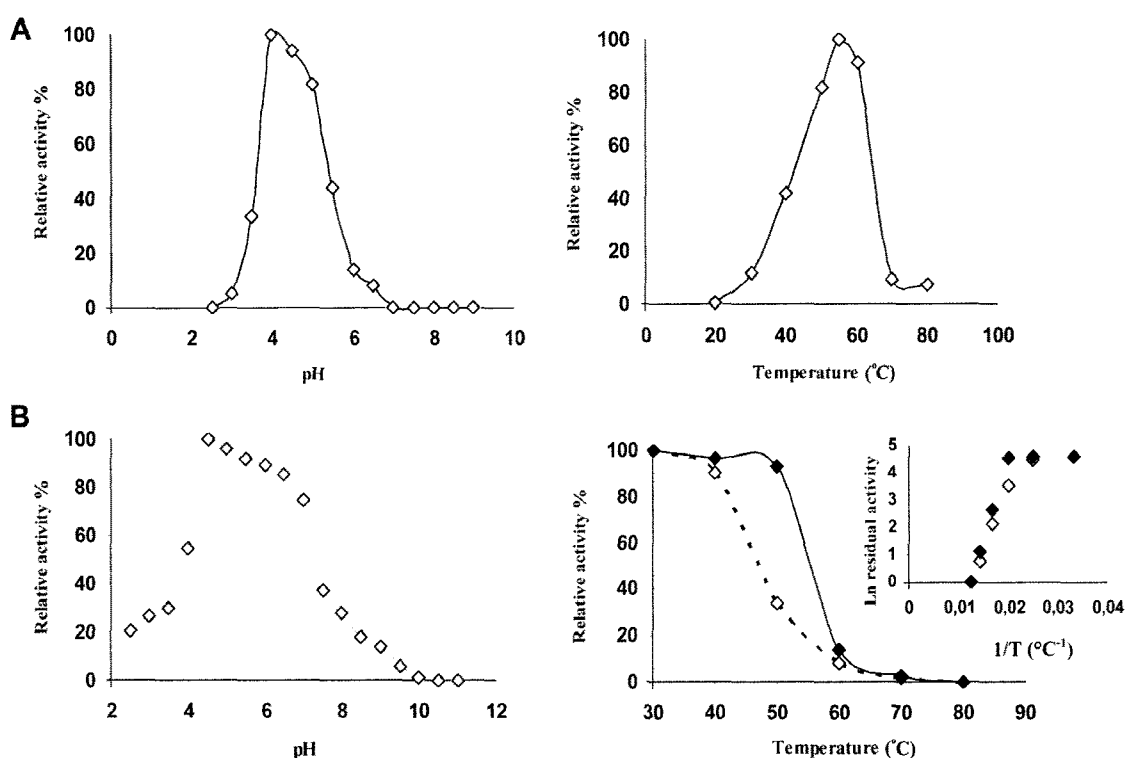 A
Relative activity %
100
80
60
40
20
0
0 2 4 6 8 10
pH
Relative activity %
100
80
60
40
20
0
0 20 40 60 80 100
Temperature (°C)
B
Relative activity %
100
80
60
40
20
0
2 4 6 8 10 12
pH
Relative activity %
100
80
60
40
20
0
30 40 50 60 70 80 90
Temperature (°C)
Ln residual activity
5
4
3
2
1
0
0 0,01 0,02 0,03 0,04
1/T (°C⁻¹)